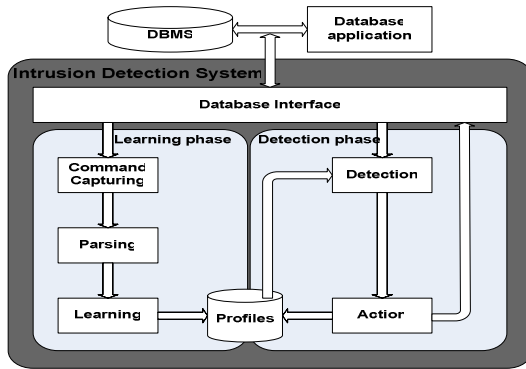 DBMS
Database
application
Intrusion Detection System
Database Interface
Learning phase
Detection phase
Command
Capturing
Detection
Parsing
Learning
Profiles
Action